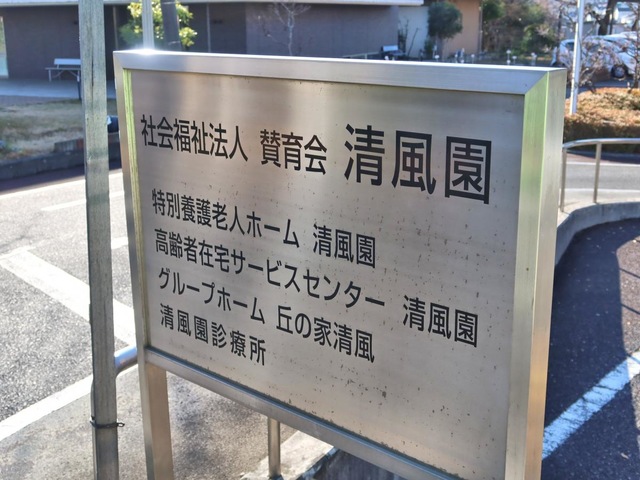 社会福祉法人 賛育会 清風園
特別養護老人ホーム 清風園
高齢者在宅サービスセンター 清風園
グループホーム 丘の家清風
清風園診療所